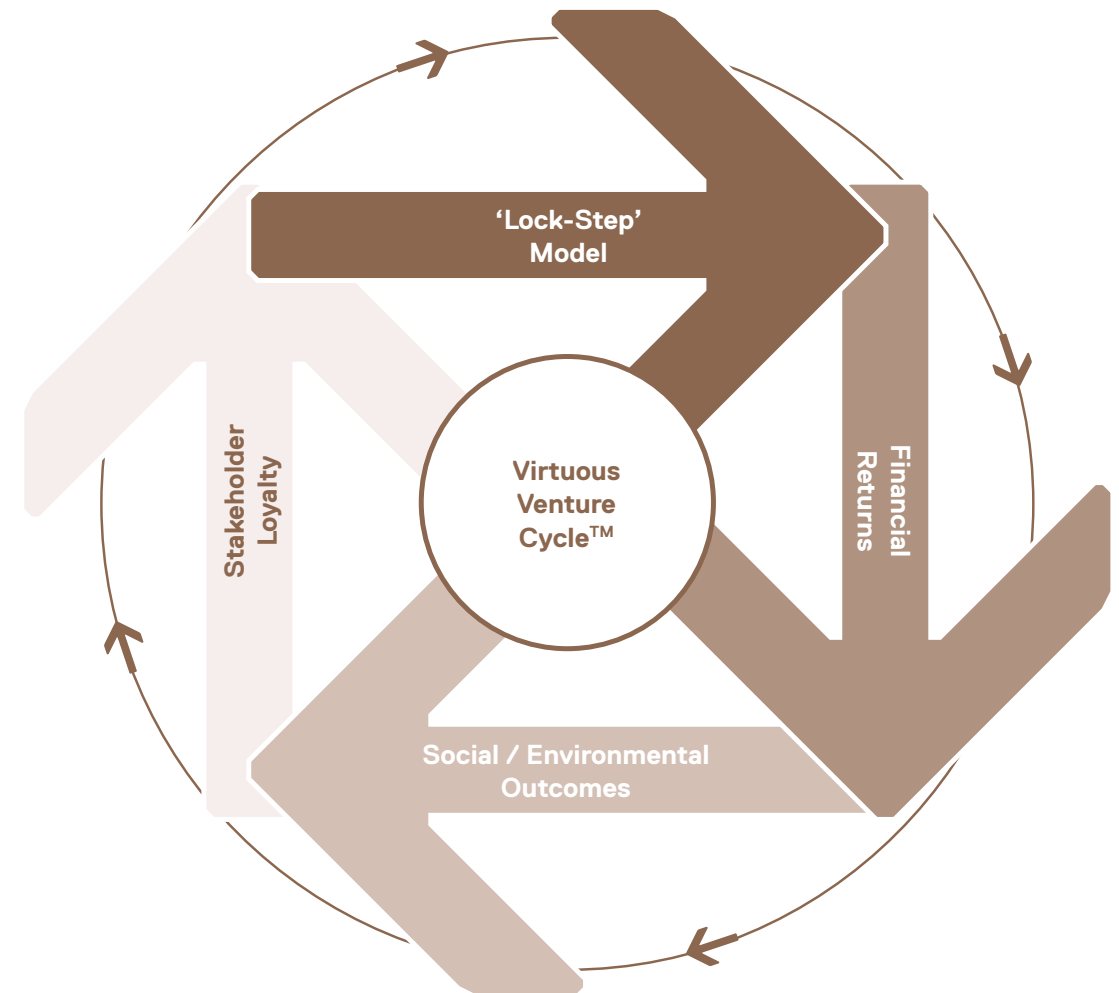 ‘Lock-Step’
Model
Financial
Returns
Social / Environmental
Outcomes
Stakeholder
Loyalty
Virtuous
Venture
Cycle™